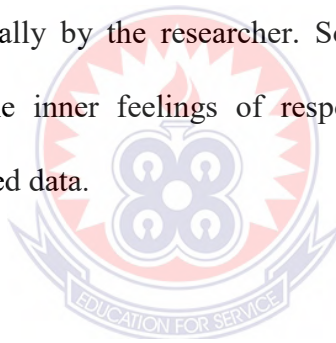 ally by the researcher. So
e inner feelings of resp
ed data.
EDUCATION FOR SERVICE